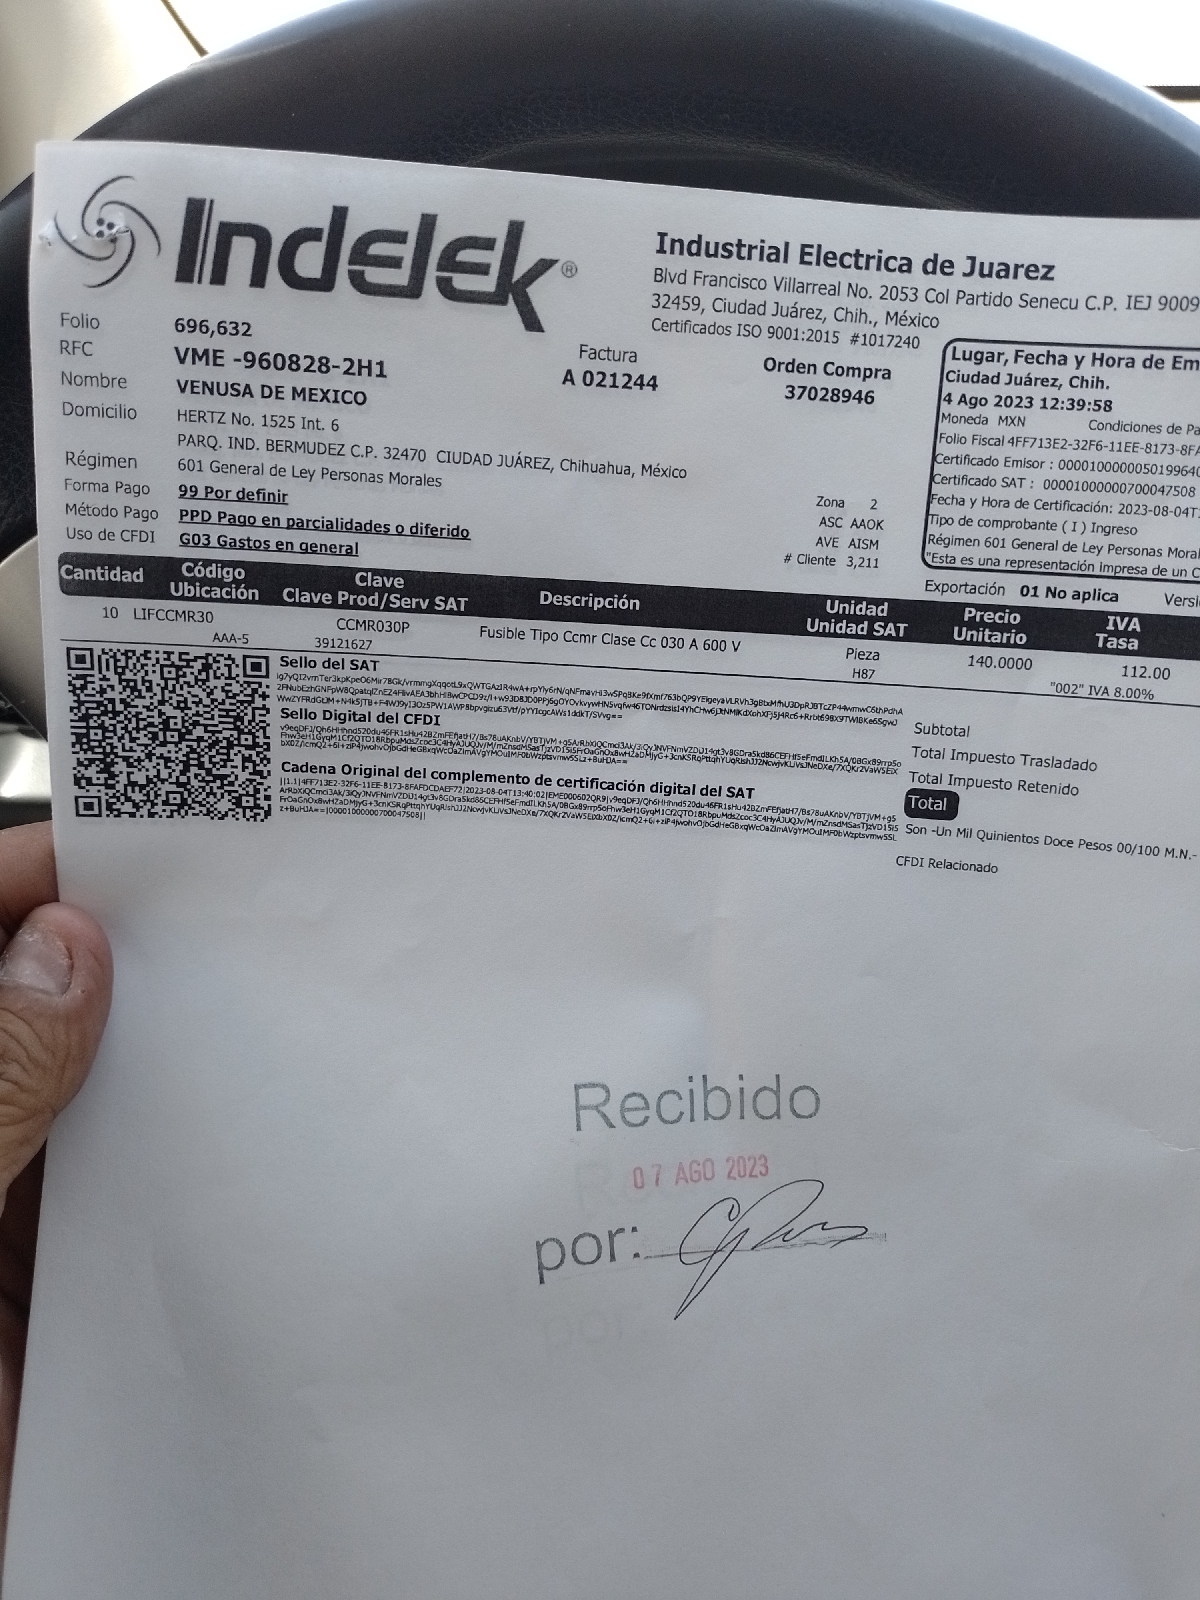 Indelek®
Industrial Electrica de Juarez
Blvd Francisco Villarreal No. 2053 Col Partido Senecu C.P. IEJ 9009
32459, Ciudad Juárez, Chih., México
Certificados ISO 9001:2015 #1017240
Folio 696,632
RFC VME -960828-2H1
Nombre VENUSA DE MEXICO
Domicilio HERTZ No. 1525 Int. 6
PARQ. IND. BERMUDEZ C.P. 32470 CIUDAD JUÁREZ, Chihuahua, México
Régimen 601 General de Ley Personas Morales
Forma Pago 99 Por definir
Método Pago PPD Pago en parcialidades o diferido
Uso de CFDI G03 Gastos en general
Factura
A 021244
Orden Compra
37028946
Zona 2
ASC AAOK
AVE AISM
# Cliente 3,211
Lugar, Fecha y Hora de Em
Ciudad Juárez, Chih.
4 Ago 2023 12:39:58
Moneda MXN Condiciones de Pa
Folio Fiscal 4FF713E2-32F6-11EE-8173-8FA
Certificado Emisor : 000010000005019964
Certificado SAT : 00001000000700047508
Fecha y Hora de Certificación: 2023-08-04T
Tipo de comprobante ( I ) Ingreso
Régimen 601 General de Ley Personas Moral
"Esta es una representación impresa de un C
Exportación 01 No aplica Versi
Cantidad Código Ubicación Clave Clave Prod/Serv SAT Descripción Unidad Unidad SAT Precio Unitario IVA Tasa
10 LIFCCMR30 CCMR030P Fusible Tipo Ccmr Clase Cc 030 A 600 V Pieza 140.0000 112.00
AAA-5 39121627 H87 "002" IVA 8.00%
Sello del SAT
Sello Digital del CFDI
Cadena Original del complemento de certificación digital del SAT
Subtotal
Total Impuesto Trasladado
Total Impuesto Retenido
Total
Son -Un Mil Quinientos Doce Pesos 00/100 M.N.-
CFDI Relacionado
Recibido
07 AGO 2023
por: